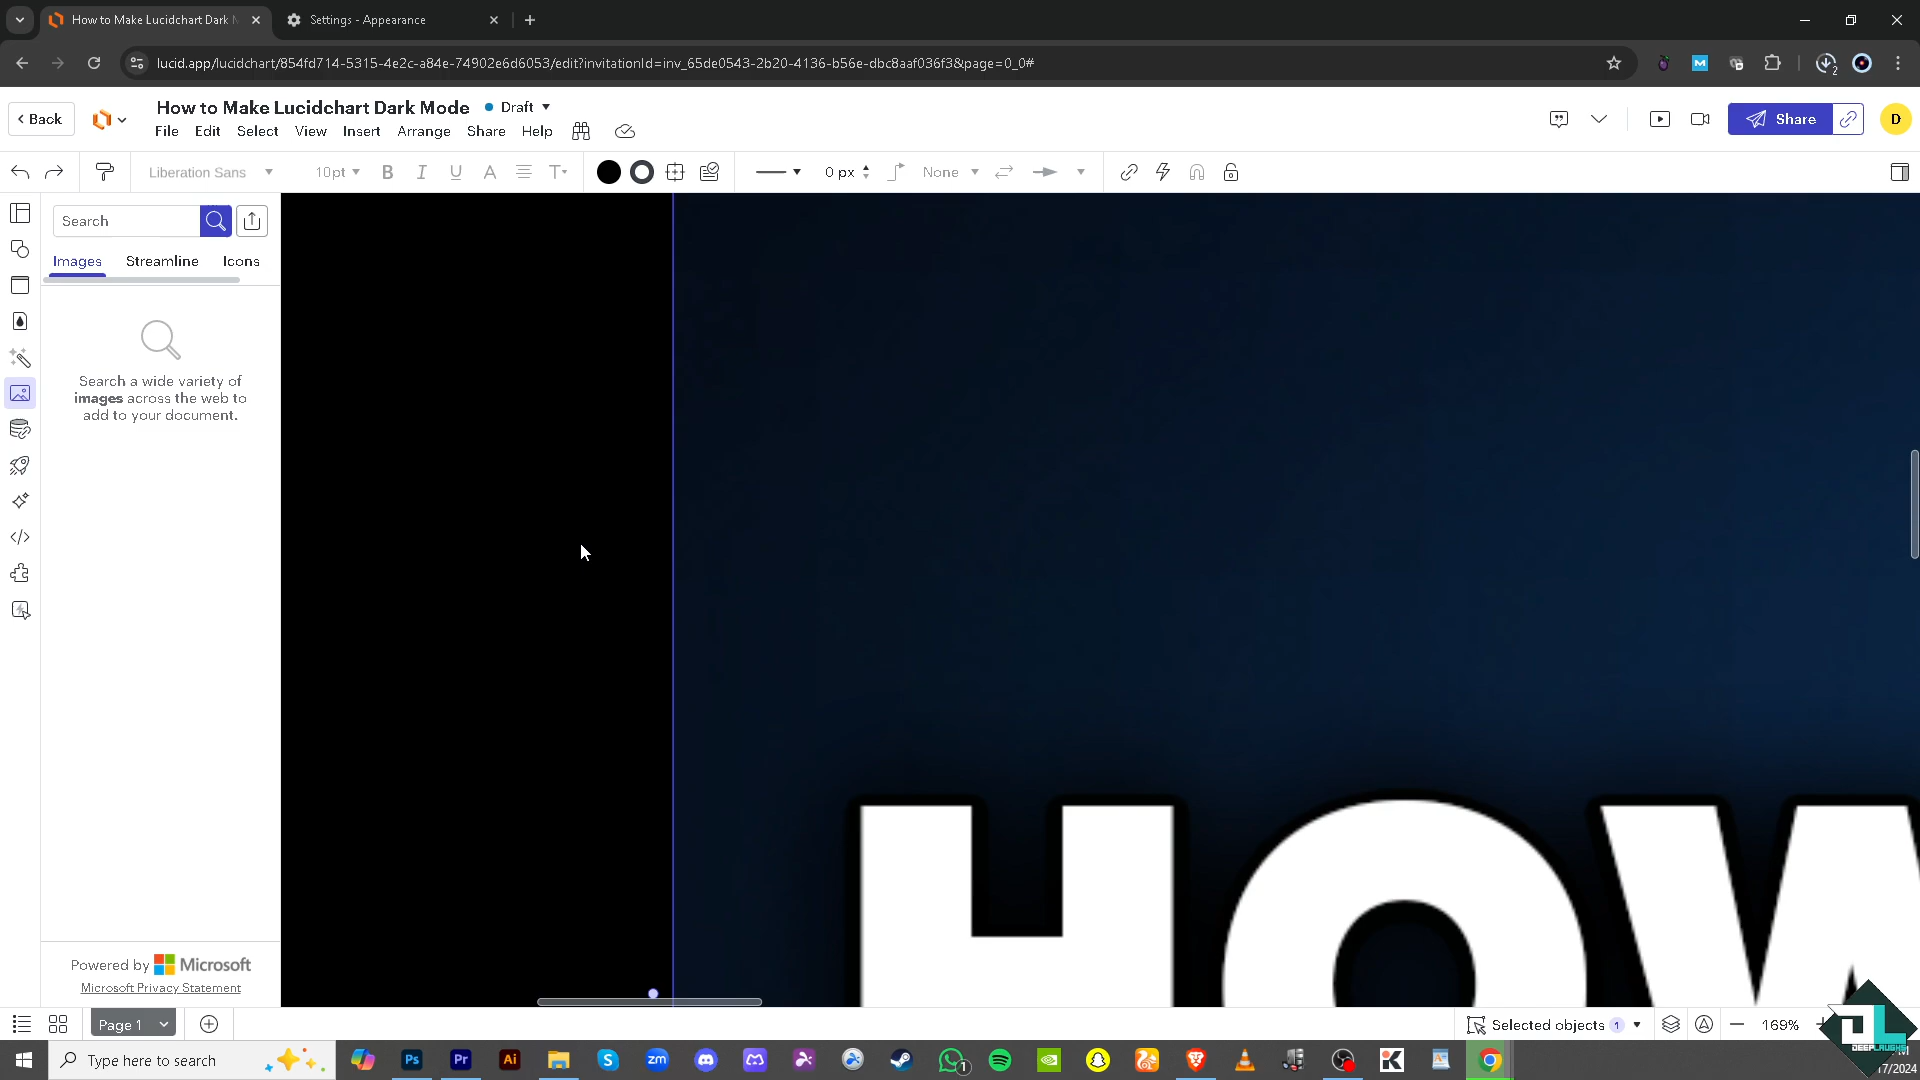 How to Make Lucidchart Dark M
Settings - Appearance
lucid.app/lucidchart/854fd714-5315-4e2c-a84e-74902e6d6053/edit?invitationId=inv_65de0543-2b20-4136-b56e-dbc8aaf036f3&page=0_0#
Back
How to Make Lucidchart Dark Mode
Draft
File Edit Select View Insert Arrange Share Help
Share
D
Liberation Sans
10pt
B I U A T
0 px
None
Search
Images Streamline Icons
Search a wide variety of
images across the web to
add to your document.
HOW
Powered by Microsoft
Microsoft Privacy Statement
Page 1
Selected objects 1
169%
Type here to search
DEEPLAUGHS
17/2024